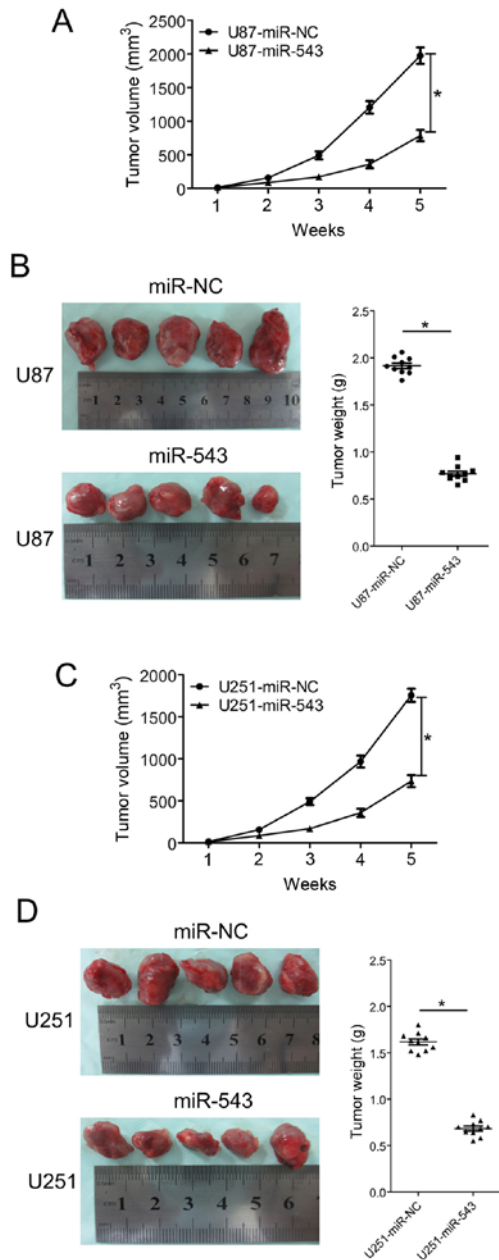 A
U87-miR-NC
U87-miR-543
Tumor volume (mm³)
2500
2000
1500
1000
500
0
1 2 3 4 5
Weeks
*
B
miR-NC
U87
1 2 3 4 5 6 7 8 9 10
miR-543
U87
1 2 3 4 5 6 7
Tumor weight (g)
2.5
2.0
1.5
1.0
0.5
0.0
*
U87-miR-NC
U87-miR-543
C
U251-miR-NC
U251-miR-543
Tumor volume (mm³)
2000
1500
1000
500
0
1 2 3 4 5
Weeks
*
D
miR-NC
U251
1 2 3 4 5 6 7 8
miR-543
U251
1 2 3 4 5 6
Tumor weight (g)
2.5
2.0
1.5
1.0
0.5
0.0
*
U251-miR-NC
U251-miR-543